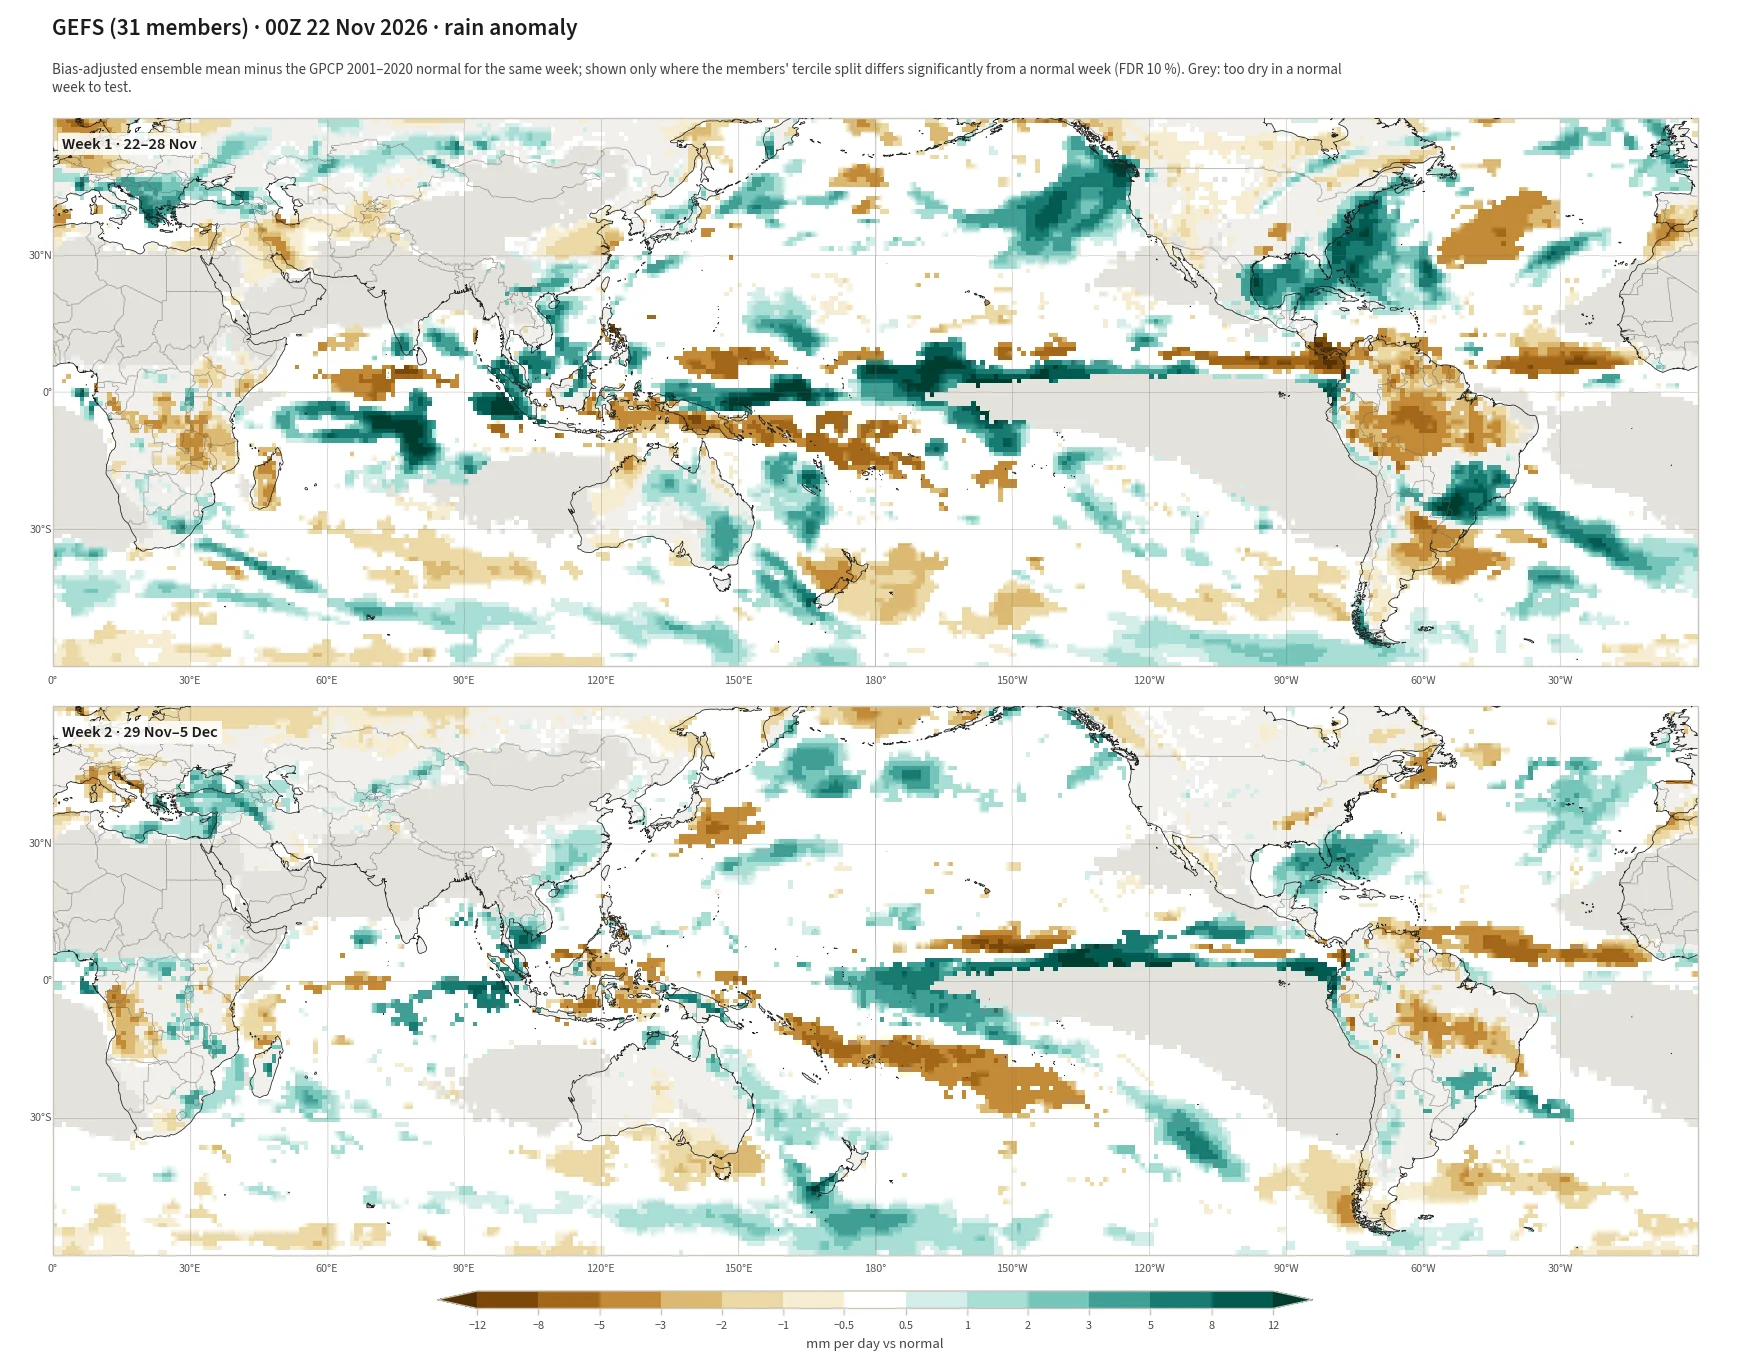 GEFS (31 members) · 00Z 22 Nov 2026 · rain anomaly
Bias-adjusted ensemble mean minus the GPCP 2001–2020 normal for the same week; shown only where the members' tercile split differs significantly from a normal week (FDR 10 %). Grey: too dry in a normal
week to test.
Week 1 · 22–28 Nov
30°N
0°
30°S
0° 30°E 60°E 90°E 120°E 150°E 180° 150°W 120°W 90°W 60°W 30°W
Week 2 · 29 Nov–5 Dec
30°N
0°
30°S
0° 30°E 60°E 90°E 120°E 150°E 180° 150°W 120°W 90°W 60°W 30°W
−12 −8 −5 −3 −2 −1 −0.5 0.5 1 2 3 5 8 12
mm per day vs normal